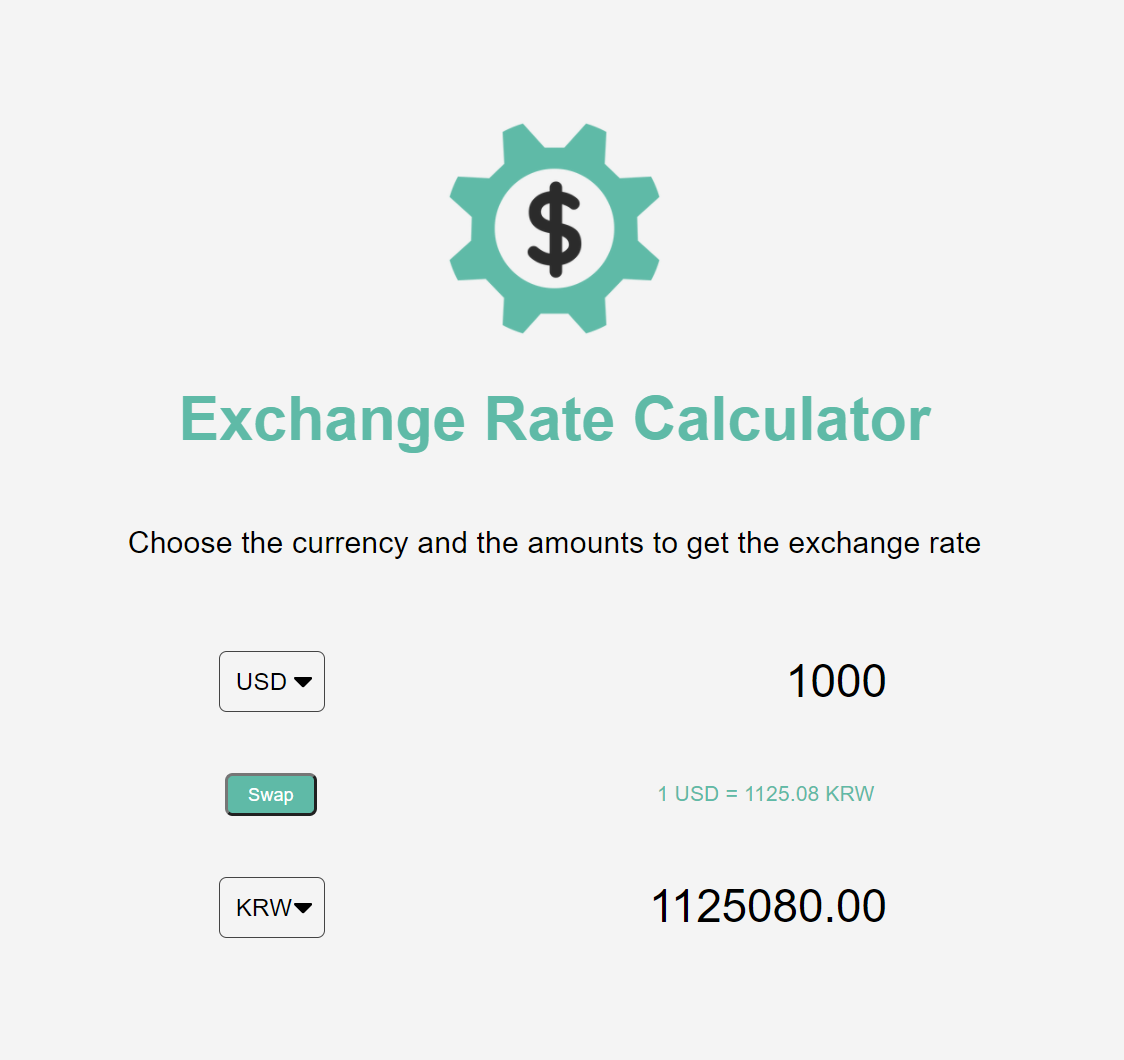 $
Exchange Rate Calculator
Choose the currency and the amounts to get the exchange rate
USD 1000
Swap 1 USD = 1125.08 KRW
KRW 1125080.00